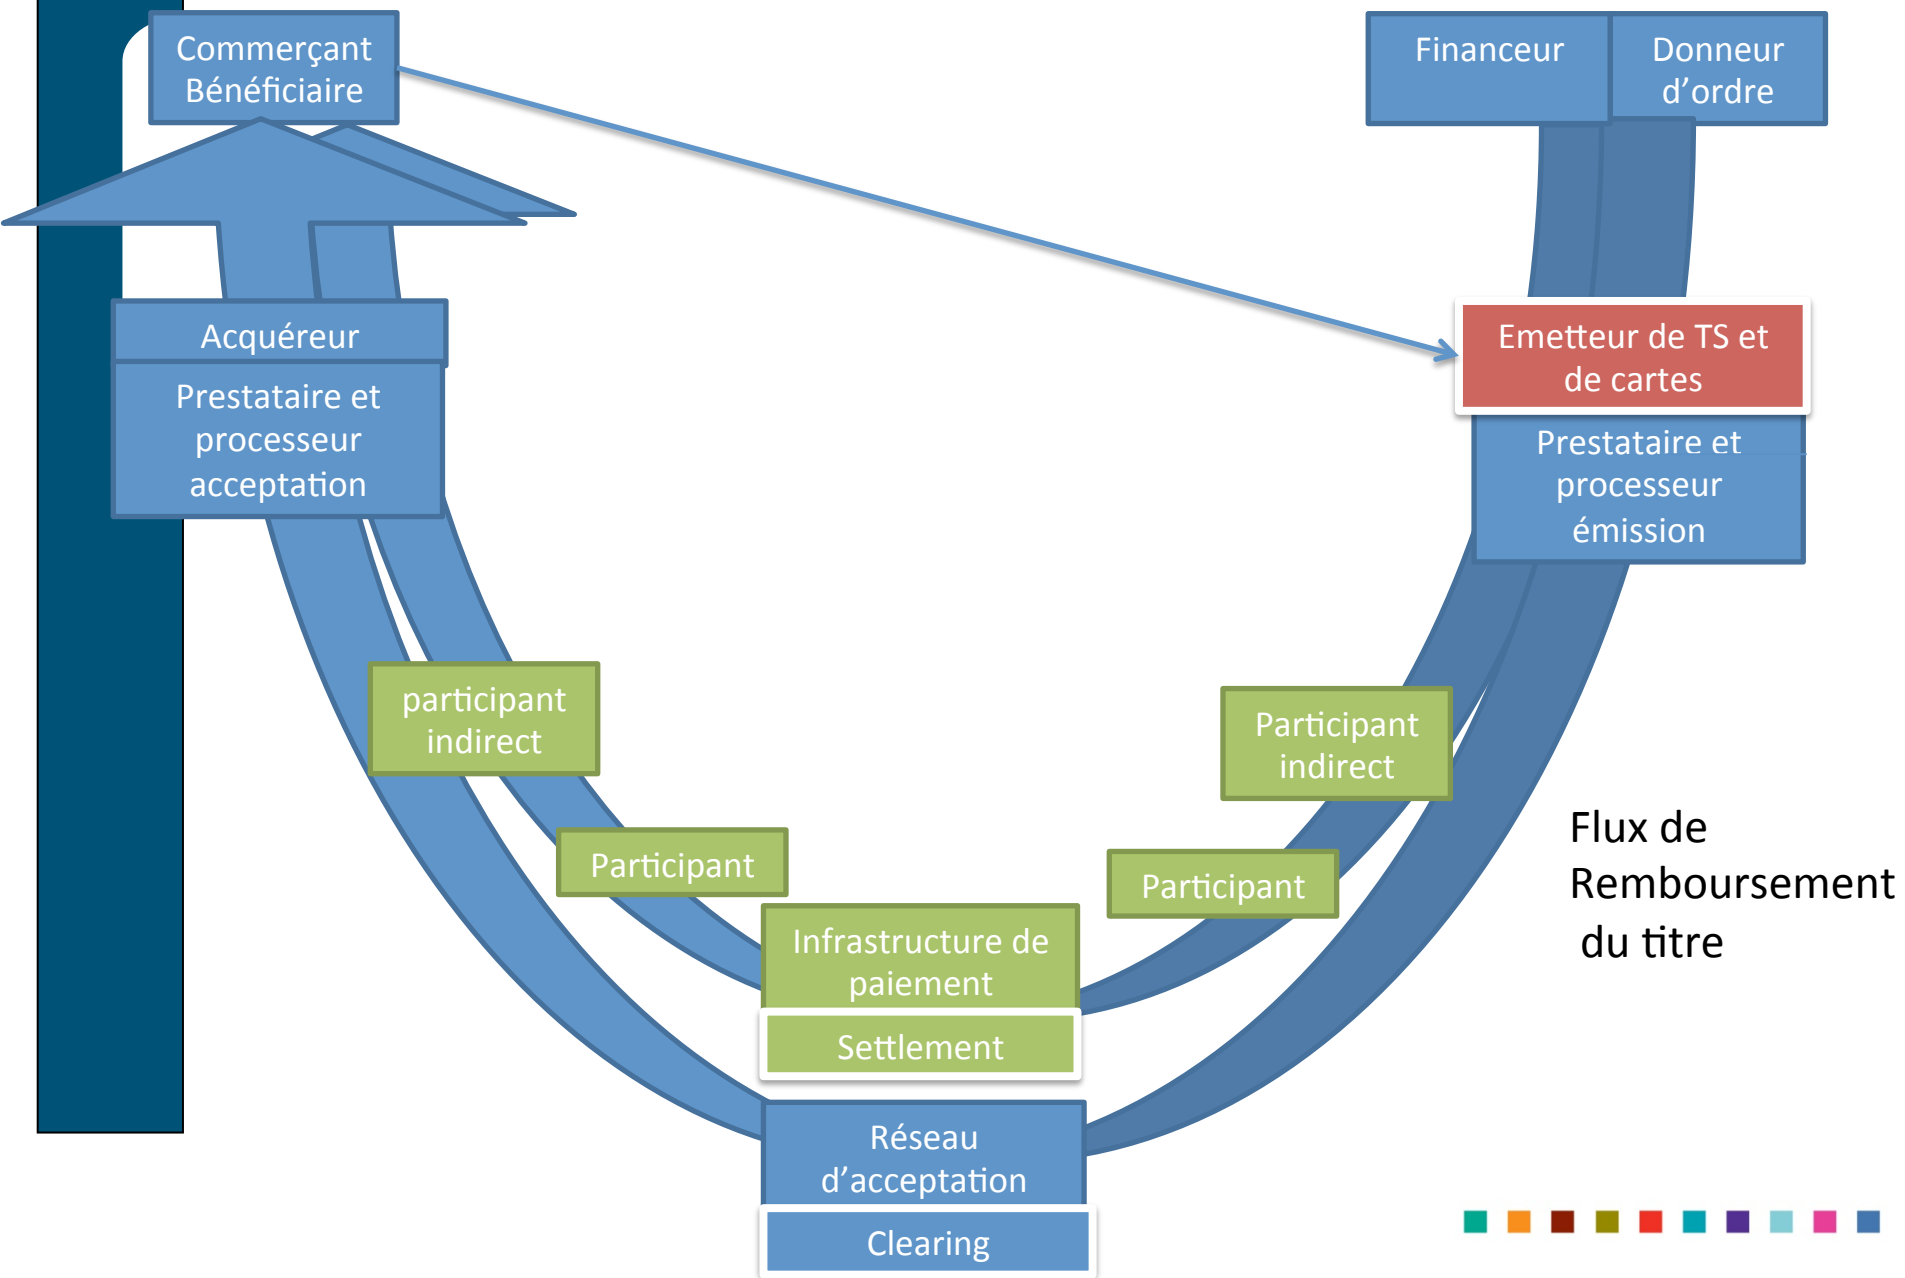 Commerçant
Bénéficiaire
Financeur
Donneur
d’ordre
Acquéreur
Prestataire et
processeur
acceptation
Emetteur de TS et
de cartes
Prestataire et
processeur
émission
participant
indirect
Participant
indirect
Participant
Participant
Infrastructure de
paiement
Settlement
Réseau
d’acceptation
Clearing
Flux de
Remboursement
du titre